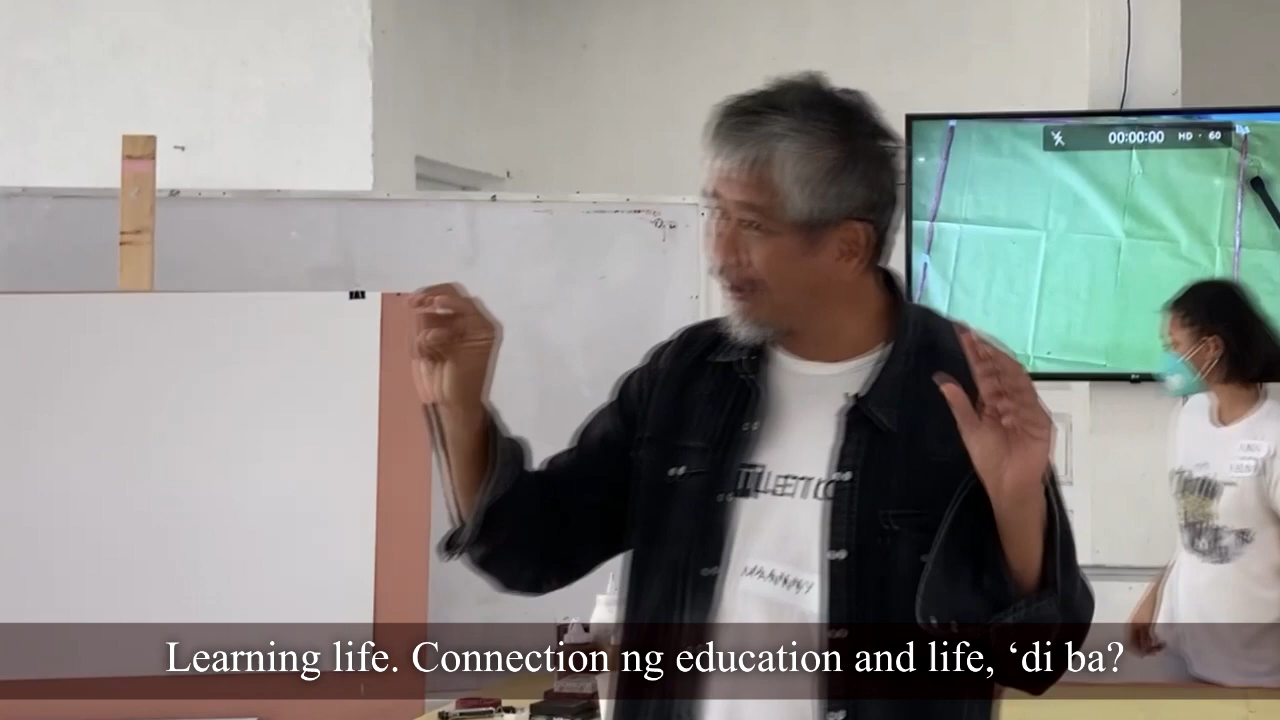 00:00:00 HD · 60
Learning life. Connection ng education and life, ‘di ba?